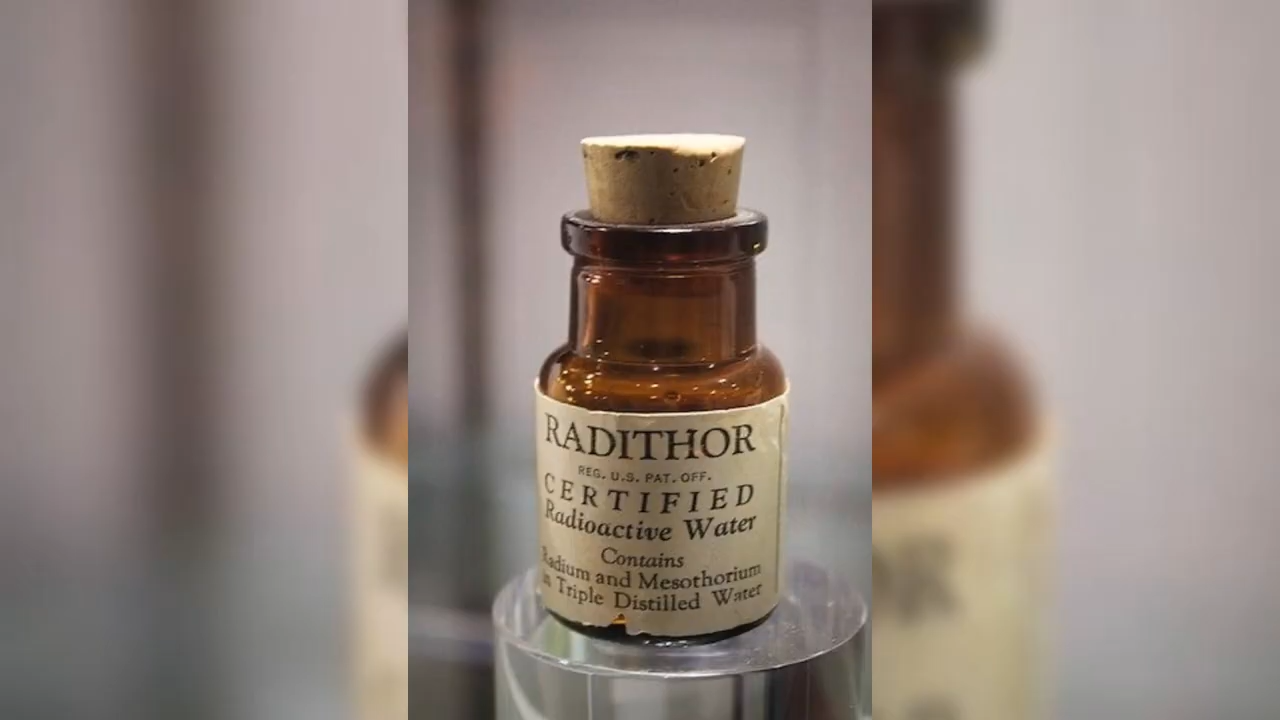 RADITHOR
REG. U.S. PAT. OFF.
CERTIFIED
Radioactive Water
Contains
Radium and Mesothorium
in Triple Distilled Water